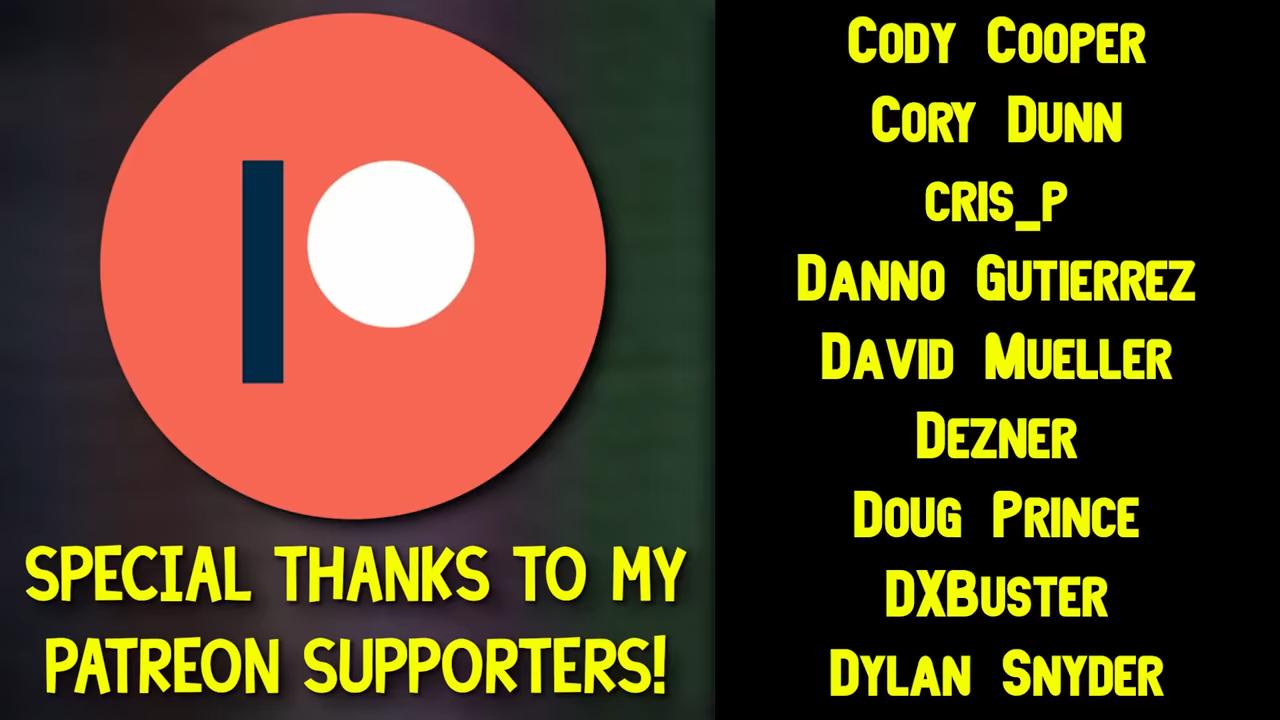 SPECIAL THANKS TO MY
PATREON SUPPORTERS!
CODY COOPER
CORY DUNN
CRIS_P
DANNO GUTIERREZ
DAVID MUELLER
DEZNER
DOUG PRINCE
DXBUSTER
DYLAN SNYDER